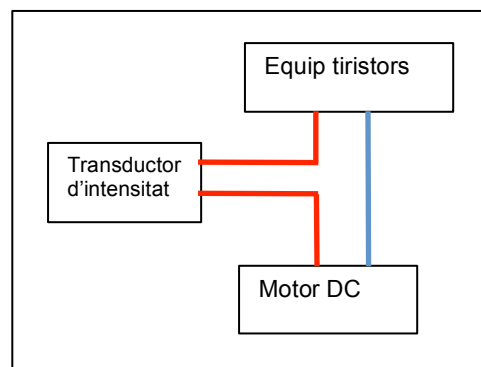 Equip tiristors
Transductor
d'intensitat
Motor DC